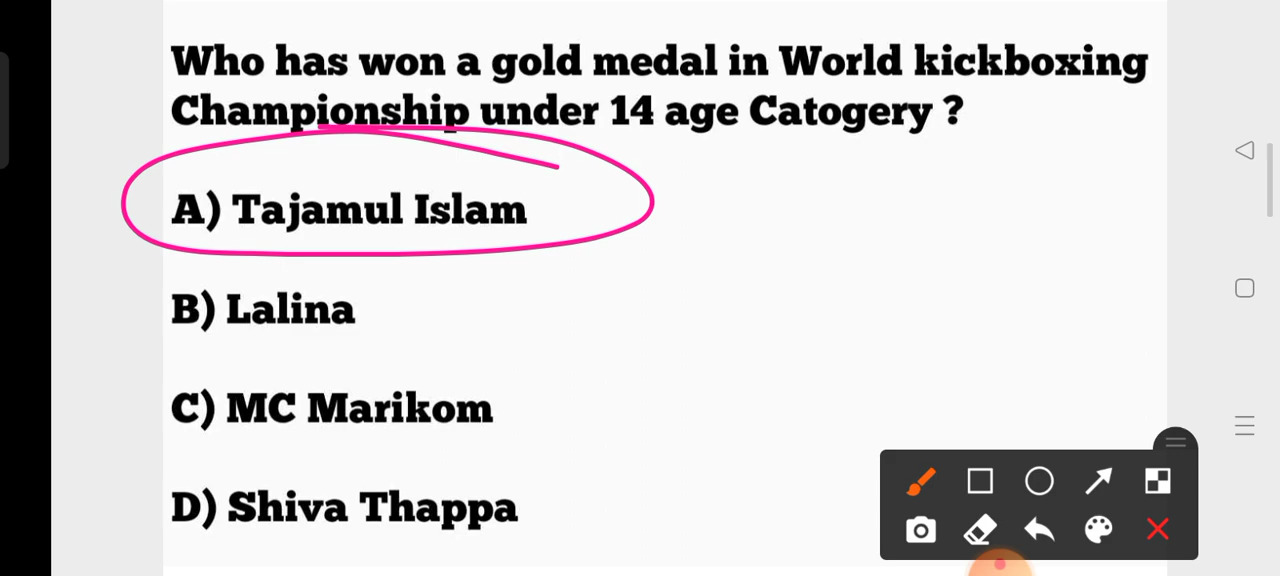 Who has won a gold medal in World kickboxing
Championship under 14 age Catogery ?
A) Tajamul Islam
B) Lalina
C) MC Marikom
D) Shiva Thappa